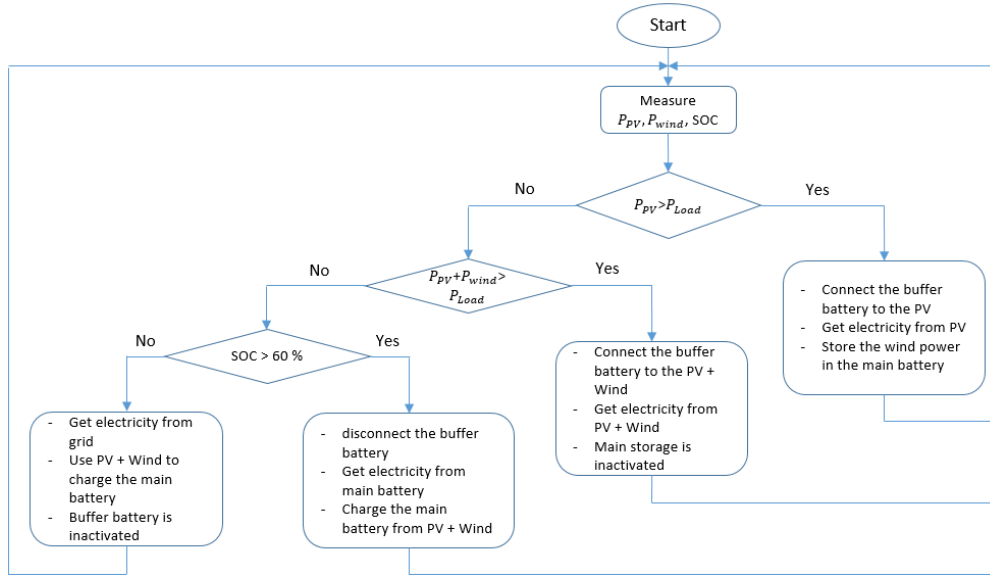 Start
Measure
P_PV, P_wind, SOC
No
Yes
P_PV>P_Load
No
Yes
P_PV+P_wind>
P_Load
- Connect the buffer
battery to the PV
- Get electricity from PV
- Store the wind power
in the main battery
No
Yes
SOC > 60 %
- Connect the buffer
battery to the PV +
Wind
- Get electricity from
PV + Wind
- Main storage is
inactivated
- Get electricity from
grid
- Use PV + Wind to
charge the main
battery
- Buffer battery is
inactivated
- disconnect the buffer
battery
- Get electricity from
main battery
- Charge the main
battery from PV + Wind